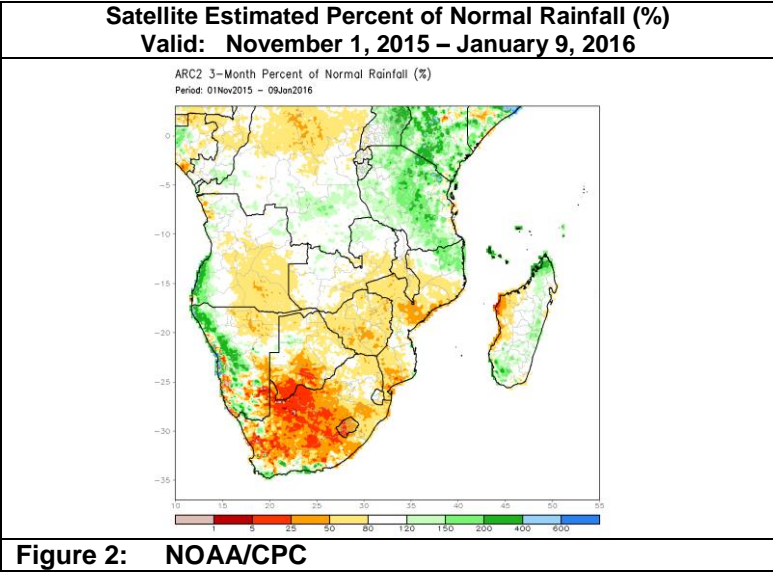 Satellite Estimated Percent of Normal Rainfall (%)
Valid: November 1, 2015 – January 9, 2016
ARC2 3-Month Percent of Normal Rainfall (%)
Period: 01Nov2015 - 09Jan2016
0
-5
-10
-15
-20
-25
-30
-35
10 15 20 25 30 35 40 45 50 55
1 5 25 50 80 120 150 200 400 600
Figure 2: NOAA/CPC